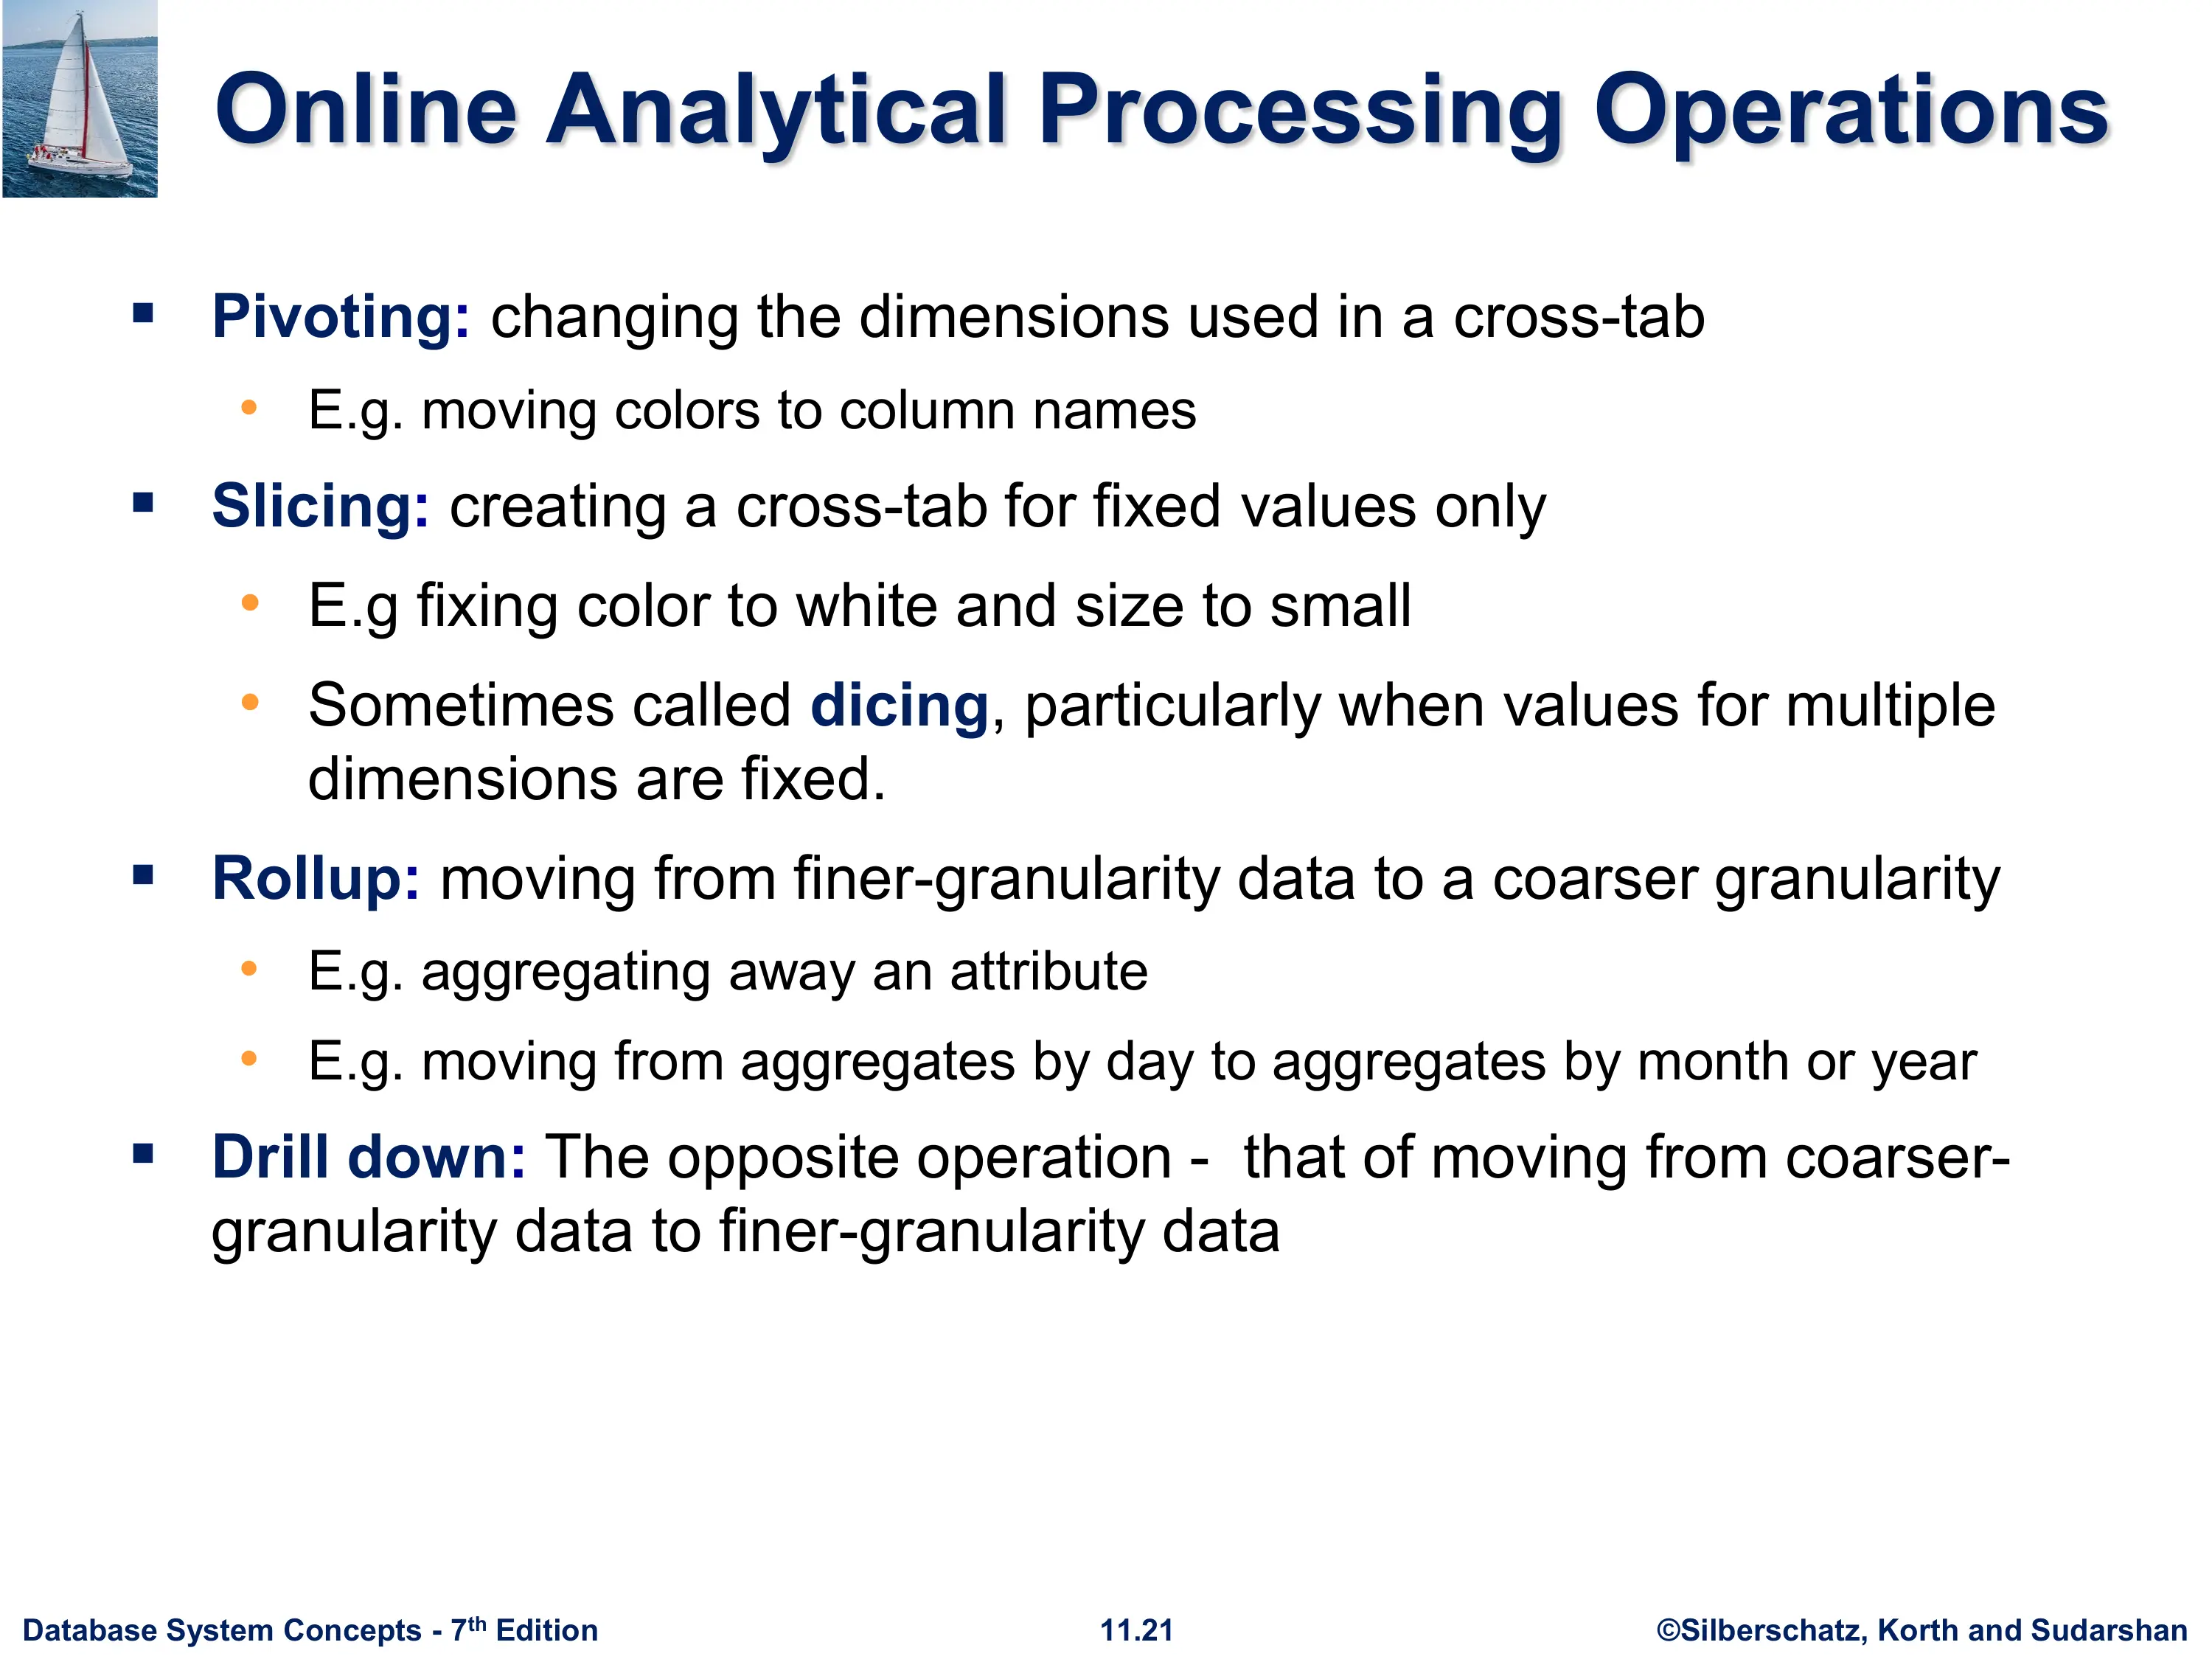 Online Analytical Processing Operations
▪ Pivoting: changing the dimensions used in a cross-tab
• E.g. moving colors to column names
▪ Slicing: creating a cross-tab for fixed values only
• E.g fixing color to white and size to small
• Sometimes called dicing, particularly when values for multiple
dimensions are fixed.
▪ Rollup: moving from finer-granularity data to a coarser granularity
• E.g. aggregating away an attribute
• E.g. moving from aggregates by day to aggregates by month or year
▪ Drill down: The opposite operation -  that of moving from coarser-
granularity data to finer-granularity data
Database System Concepts - 7th Edition
11.21
©Silberschatz, Korth and Sudarshan